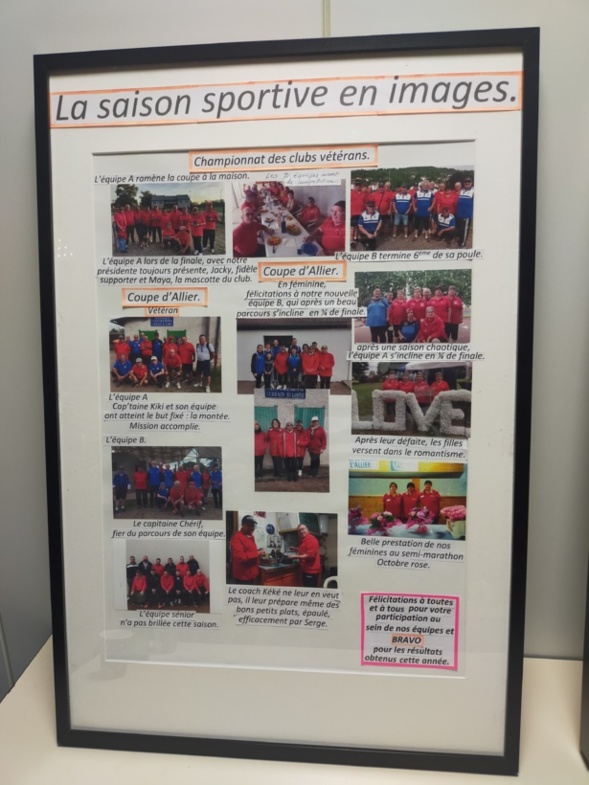 La saison sportive en images.
Championnat des clubs vétérans.
L'équipe A ramène la coupe à la maison.
Les
L'équipe A lors de la finale, avec notre
présidente toujours présente, Jacky, fidèle
supporter et Maya, la mascotte du club.
L'équipe B termine 6ème de sa poule.
Coupe d'Allier.
Vétéran
L'équipe A
Cap'taine Kiki et son équipe
ont atteint le but fixé : la montée.
Mission accomplie.
L'équipe B.
Le capitaine Chérif,
fier du parcours de son équipe.
L'équipe sénior
n'a pas brillée cette saison.
Coupe d'Allier.
En féminine,
félicitations à notre nouvelle
équipe B, qui après un beau
parcours s'incline en ¼ de finale.
Le coach Kéké ne leur en veut
pas, il leur prépare même des
bons petits plats, épaulé,
efficacement par Serge.
après une saison chaotique,
l'équipe A s'incline en ¼ de finale.
LOVE
Après leur défaite, les filles
versent dans le romantisme.
L'ALLIER
Belle prestation de nos
féminines au semi-marathon
Octobre rose.
Félicitations à toutes
et à tous pour votre
participation au
sein de nos équipes et
BRAVO
pour les résultats
obtenus cette année.